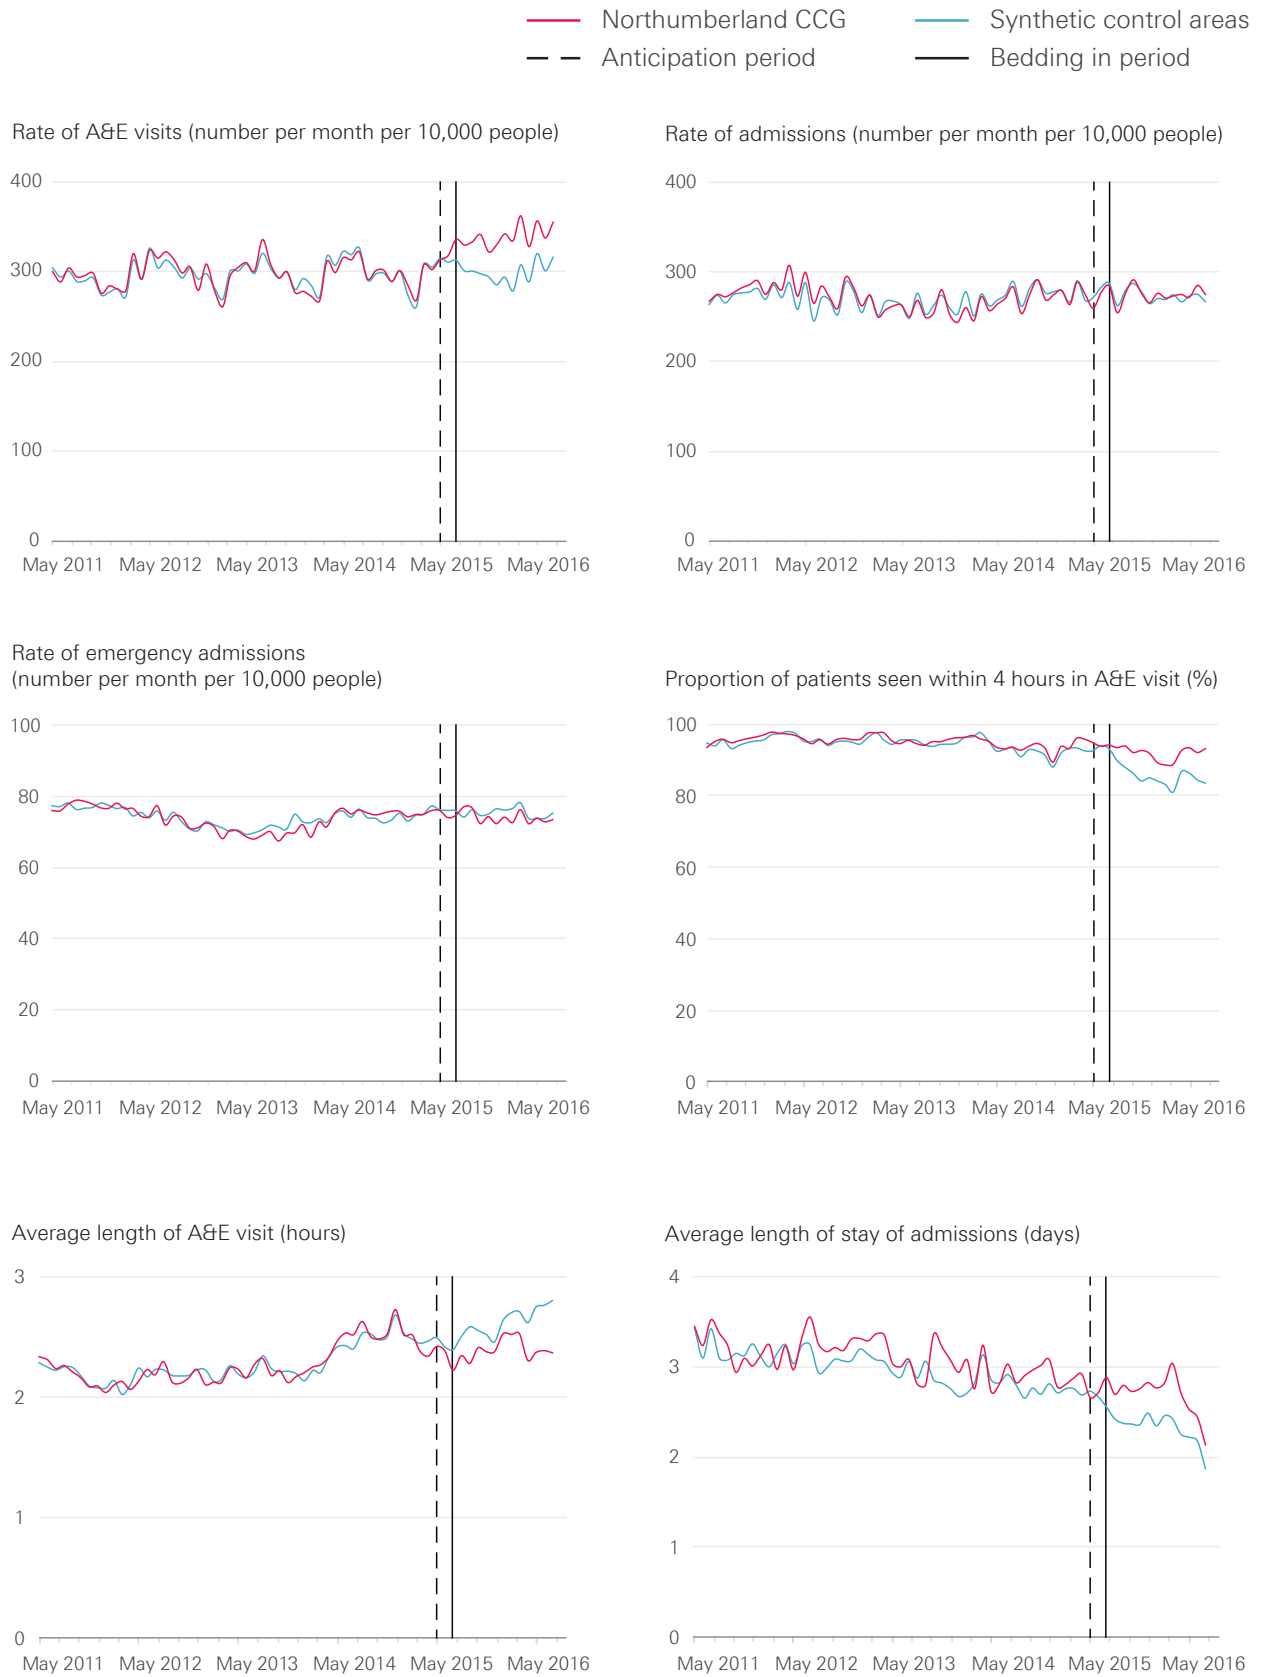 Northumberland CCG
Synthetic control areas
Anticipation period
Bedding in period
Rate of A&E visits (number per month per 10,000 people)
400
300
200
100
0
May 2011 May 2012 May 2013 May 2014 May 2015 May 2016
Rate of admissions (number per month per 10,000 people)
400
300
200
100
0
May 2011 May 2012 May 2013 May 2014 May 2015 May 2016
Rate of emergency admissions
(number per month per 10,000 people)
100
80
60
40
20
0
May 2011 May 2012 May 2013 May 2014 May 2015 May 2016
Proportion of patients seen within 4 hours in A&E visit (%)
100
80
60
40
20
0
May 2011 May 2012 May 2013 May 2014 May 2015 May 2016
Average length of A&E visit (hours)
3
2
1
0
May 2011 May 2012 May 2013 May 2014 May 2015 May 2016
Average length of stay of admissions (days)
4
3
2
1
0
May 2011 May 2012 May 2013 May 2014 May 2015 May 2016